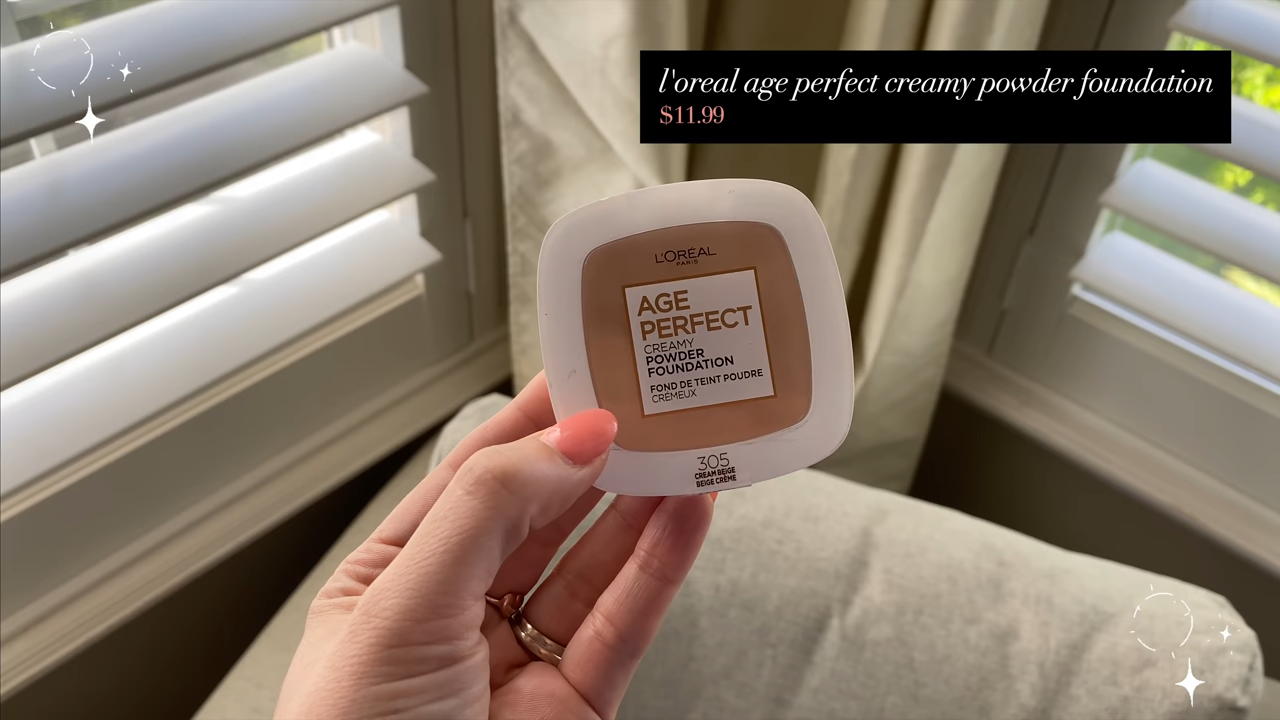 l'oreal age perfect creamy powder foundation
$11.99
L'ORÉAL
PARIS
AGE
PERFECT
CREAMY
POWDER
FOUNDATION
FOND DE TEINT POUDRE
CRÉMEUX
305
CREAM BEIGE
BEIGE CRÈME